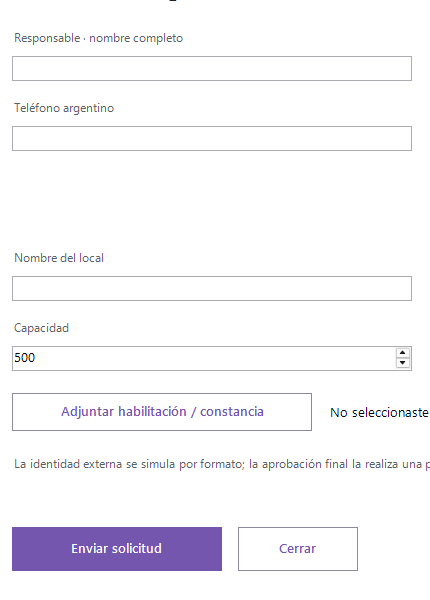 Responsable · nombre completo
Teléfono argentino
Nombre del local
Capacidad
500
Adjuntar habilitación / constancia
No seleccionaste
La identidad externa se simula por formato; la aprobación final la realiza una
Enviar solicitud
Cerrar